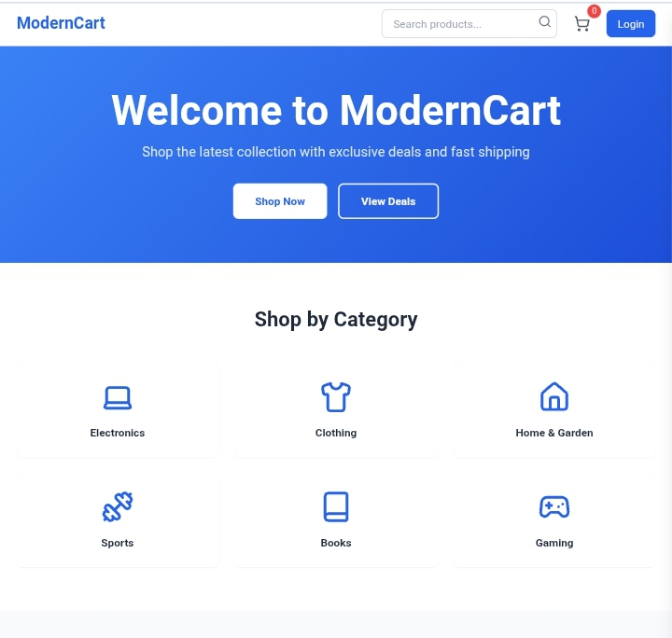 ModernCart
Search products...
0
Login
Welcome to ModernCart
Shop the latest collection with exclusive deals and fast shipping
Shop Now
View Deals
Shop by Category
Electronics
Clothing
Home & Garden
Sports
Books
Gaming